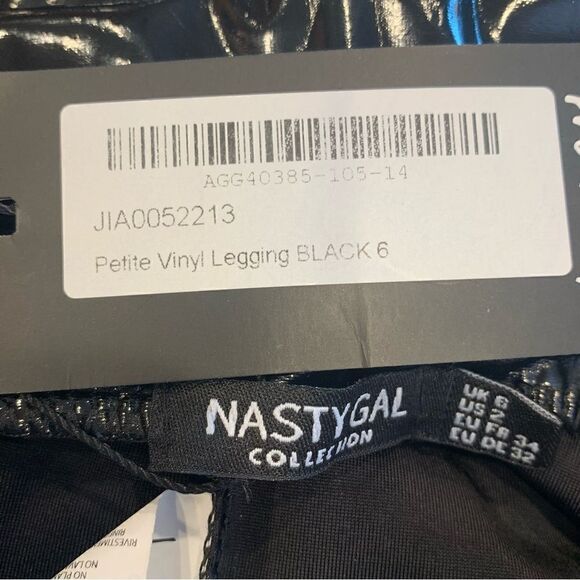 AGG40385-105-14
JIA0052213
Petite Vinyl Legging BLACK 6
NASTYGAL
COLLECTION
UK 6
US 2
EU FR 34
EU DE 32